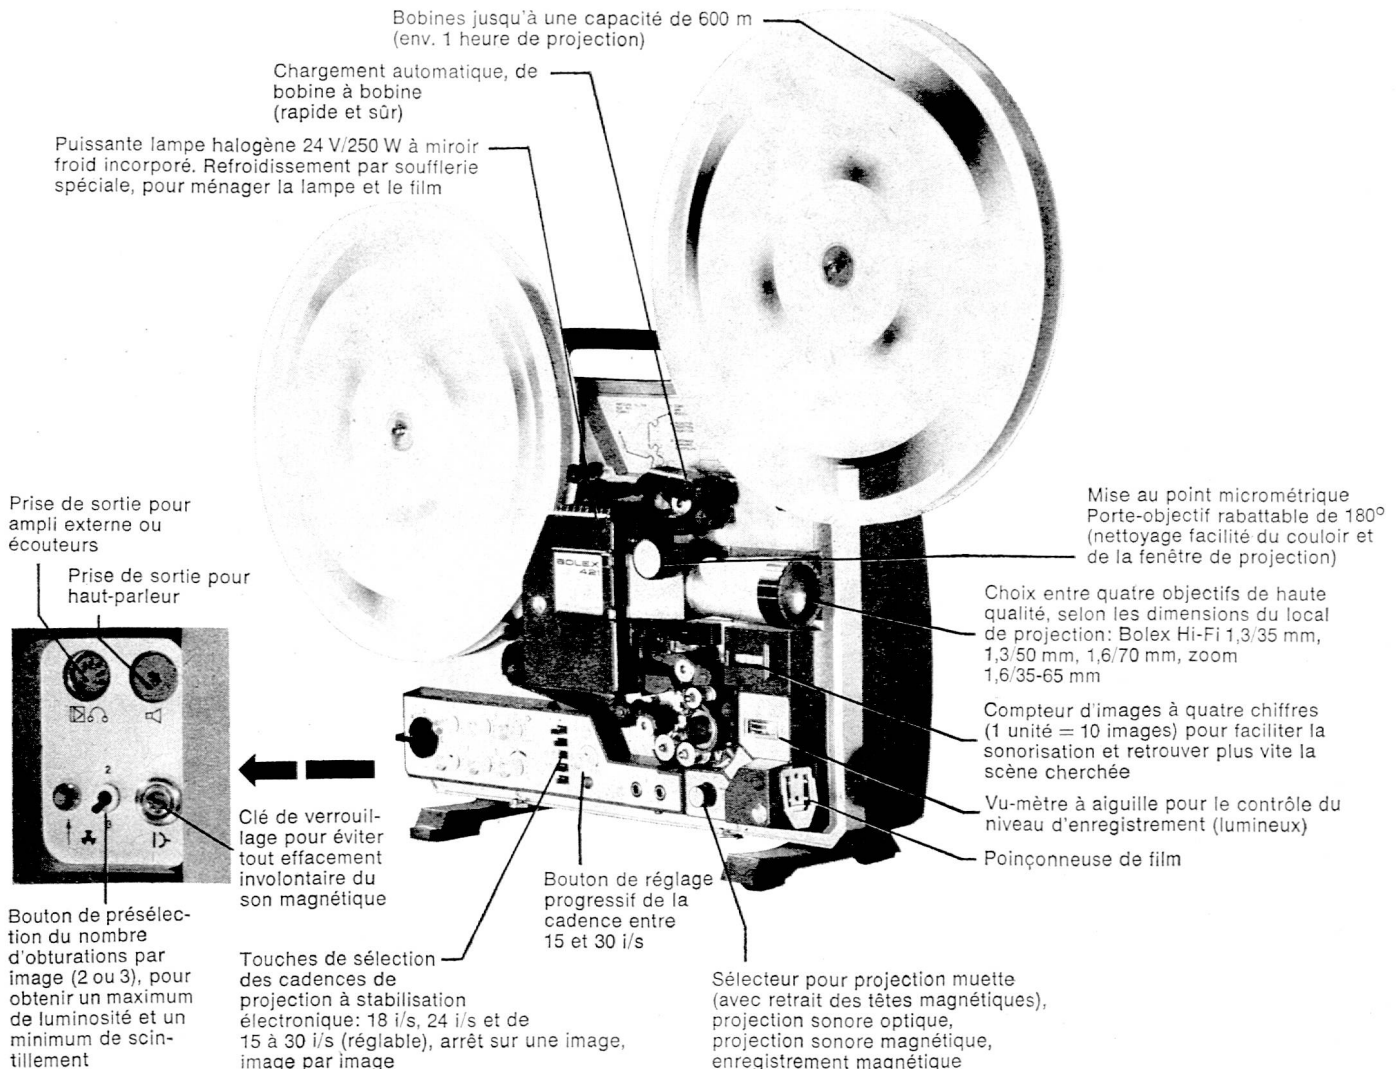 Bobines jusqu'à une capacité de 600 m
(env. 1 heure de projection)
Chargement automatique, de
bobine à bobine
(rapide et sûr)
Puissante lampe halogène 24 V/250 W à miroir
froid incorporé. Refroidissement par soufflerie
spéciale, pour ménager la lampe et le film
Prise de sortie pour
ampli externe ou
écouteurs
Prise de sortie pour
haut-parleur
BOLEX
421
Mise au point micrométrique
Porte-objectif rabattable de 180°
(nettoyage facilité du couloir et
de la fenêtre de projection)
Choix entre quatre objectifs de haute
qualité, selon les dimensions du local
de projection: Bolex Hi-Fi 1,3/35 mm,
1,3/50 mm, 1,6/70 mm, zoom
1,6/35-65 mm
Compteur d'images à quatre chiffres
(1 unité = 10 images) pour faciliter la
sonorisation et retrouver plus vite la
scène cherchée
Vu-mètre à aiguille pour le contrôle du
niveau d'enregistrement (lumineux)
Poinçonneuse de film
2
3
Clé de verrouil-
lage pour éviter
tout effacement
involontaire du
son magnétique
Bouton de réglage
progressif de la
cadence entre
15 et 30 i/s
Bouton de présélec-
tion du nombre
d'obturations par
image (2 ou 3), pour
obtenir un maximum
de luminosité et un
minimum de scin-
tillement
Touches de sélection
des cadences de
projection à stabilisation
électronique: 18 i/s, 24 i/s et de
15 à 30 i/s (réglable), arrêt sur une image,
image par image
Sélecteur pour projection muette
(avec retrait des têtes magnétiques),
projection sonore optique,
projection sonore magnétique,
enregistrement magnétique